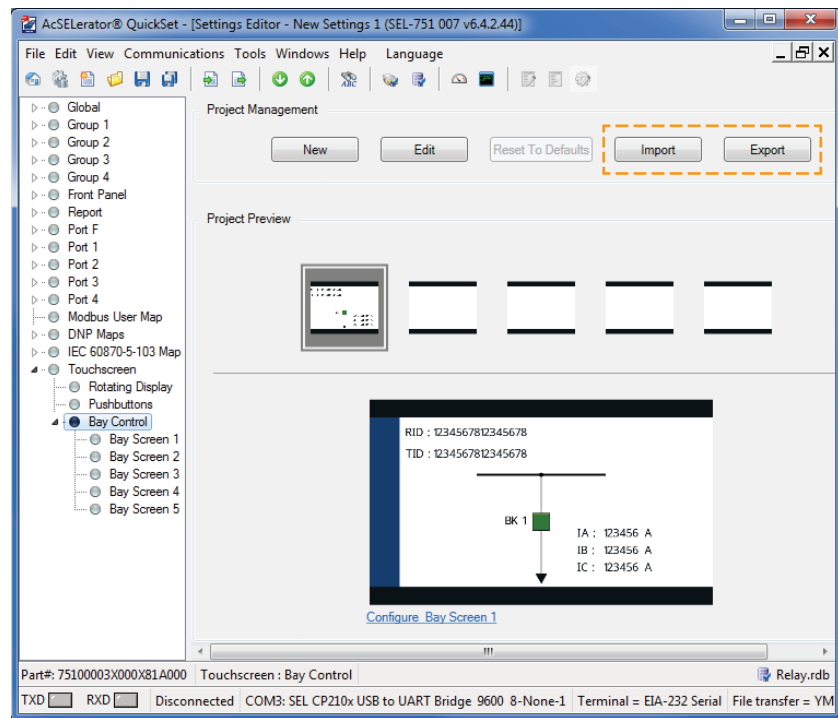 AcSELerator® QuickSet - [Settings Editor - New Settings 1 (SEL-751 007 v6.4.2.44)]
File Edit View Communications Tools Windows Help Language
ABC
Global
Group 1
Group 2
Group 3
Group 4
Front Panel
Report
Port F
Port 1
Port 2
Port 3
Port 4
Modbus User Map
DNP Maps
IEC 60870-5-103 Map
Touchscreen
Rotating Display
Pushbuttons
Bay Control
Bay Screen 1
Bay Screen 2
Bay Screen 3
Bay Screen 4
Bay Screen 5
Project Management
New Edit Reset To Defaults Import Export
Project Preview
RID : 1234567812345678
TID : 1234567812345678
BK 1
IA : 123456 A
IB : 123456 A
IC : 123456 A
Configure Bay Screen 1
Part#: 75100003X000X81A000 Touchscreen : Bay Control Relay.rdb
TXD RXD Disconnected COM3: SEL CP210x USB to UART Bridge 9600 8-None-1 Terminal = EIA-232 Serial File transfer = YM